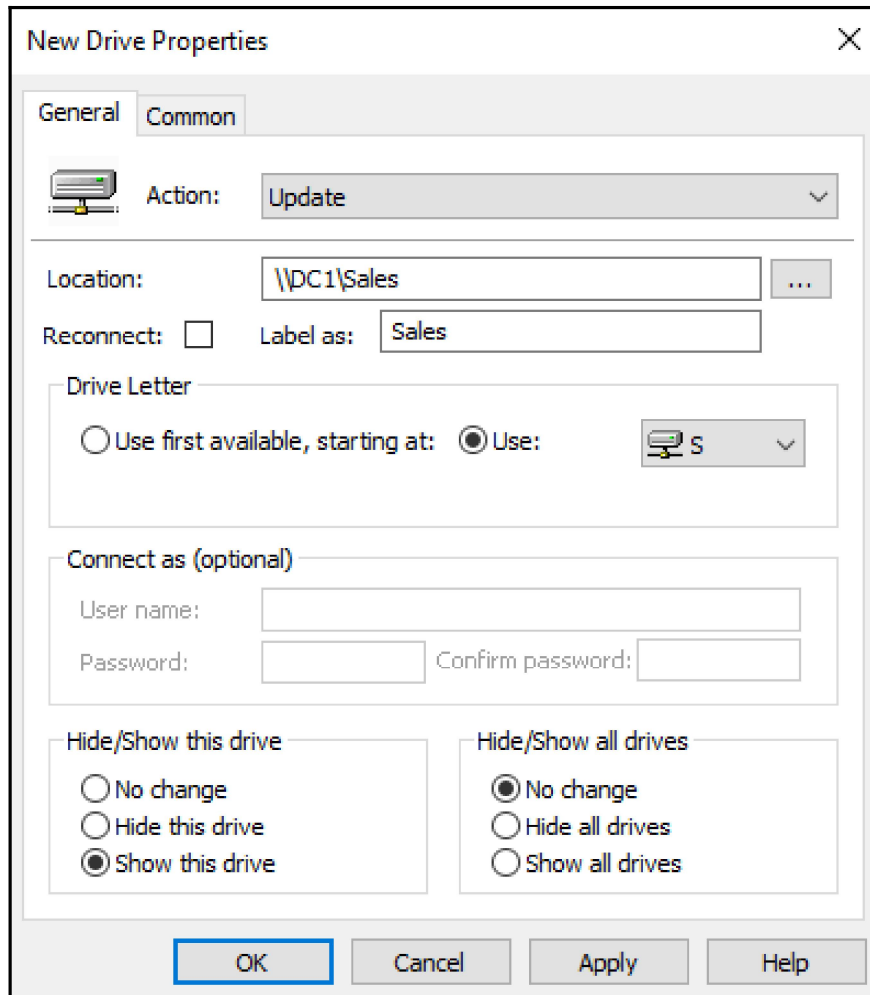 New Drive Properties
General Common
Action: Update
Location: \\DC1\Sales ...
Reconnect: Label as: Sales
Drive Letter
Use first available, starting at: Use: S
Connect as (optional)
User name:
Password: Confirm password:
Hide/Show this drive Hide/Show all drives
No change No change
Hide this drive Hide all drives
Show this drive Show all drives
OK Cancel Apply Help